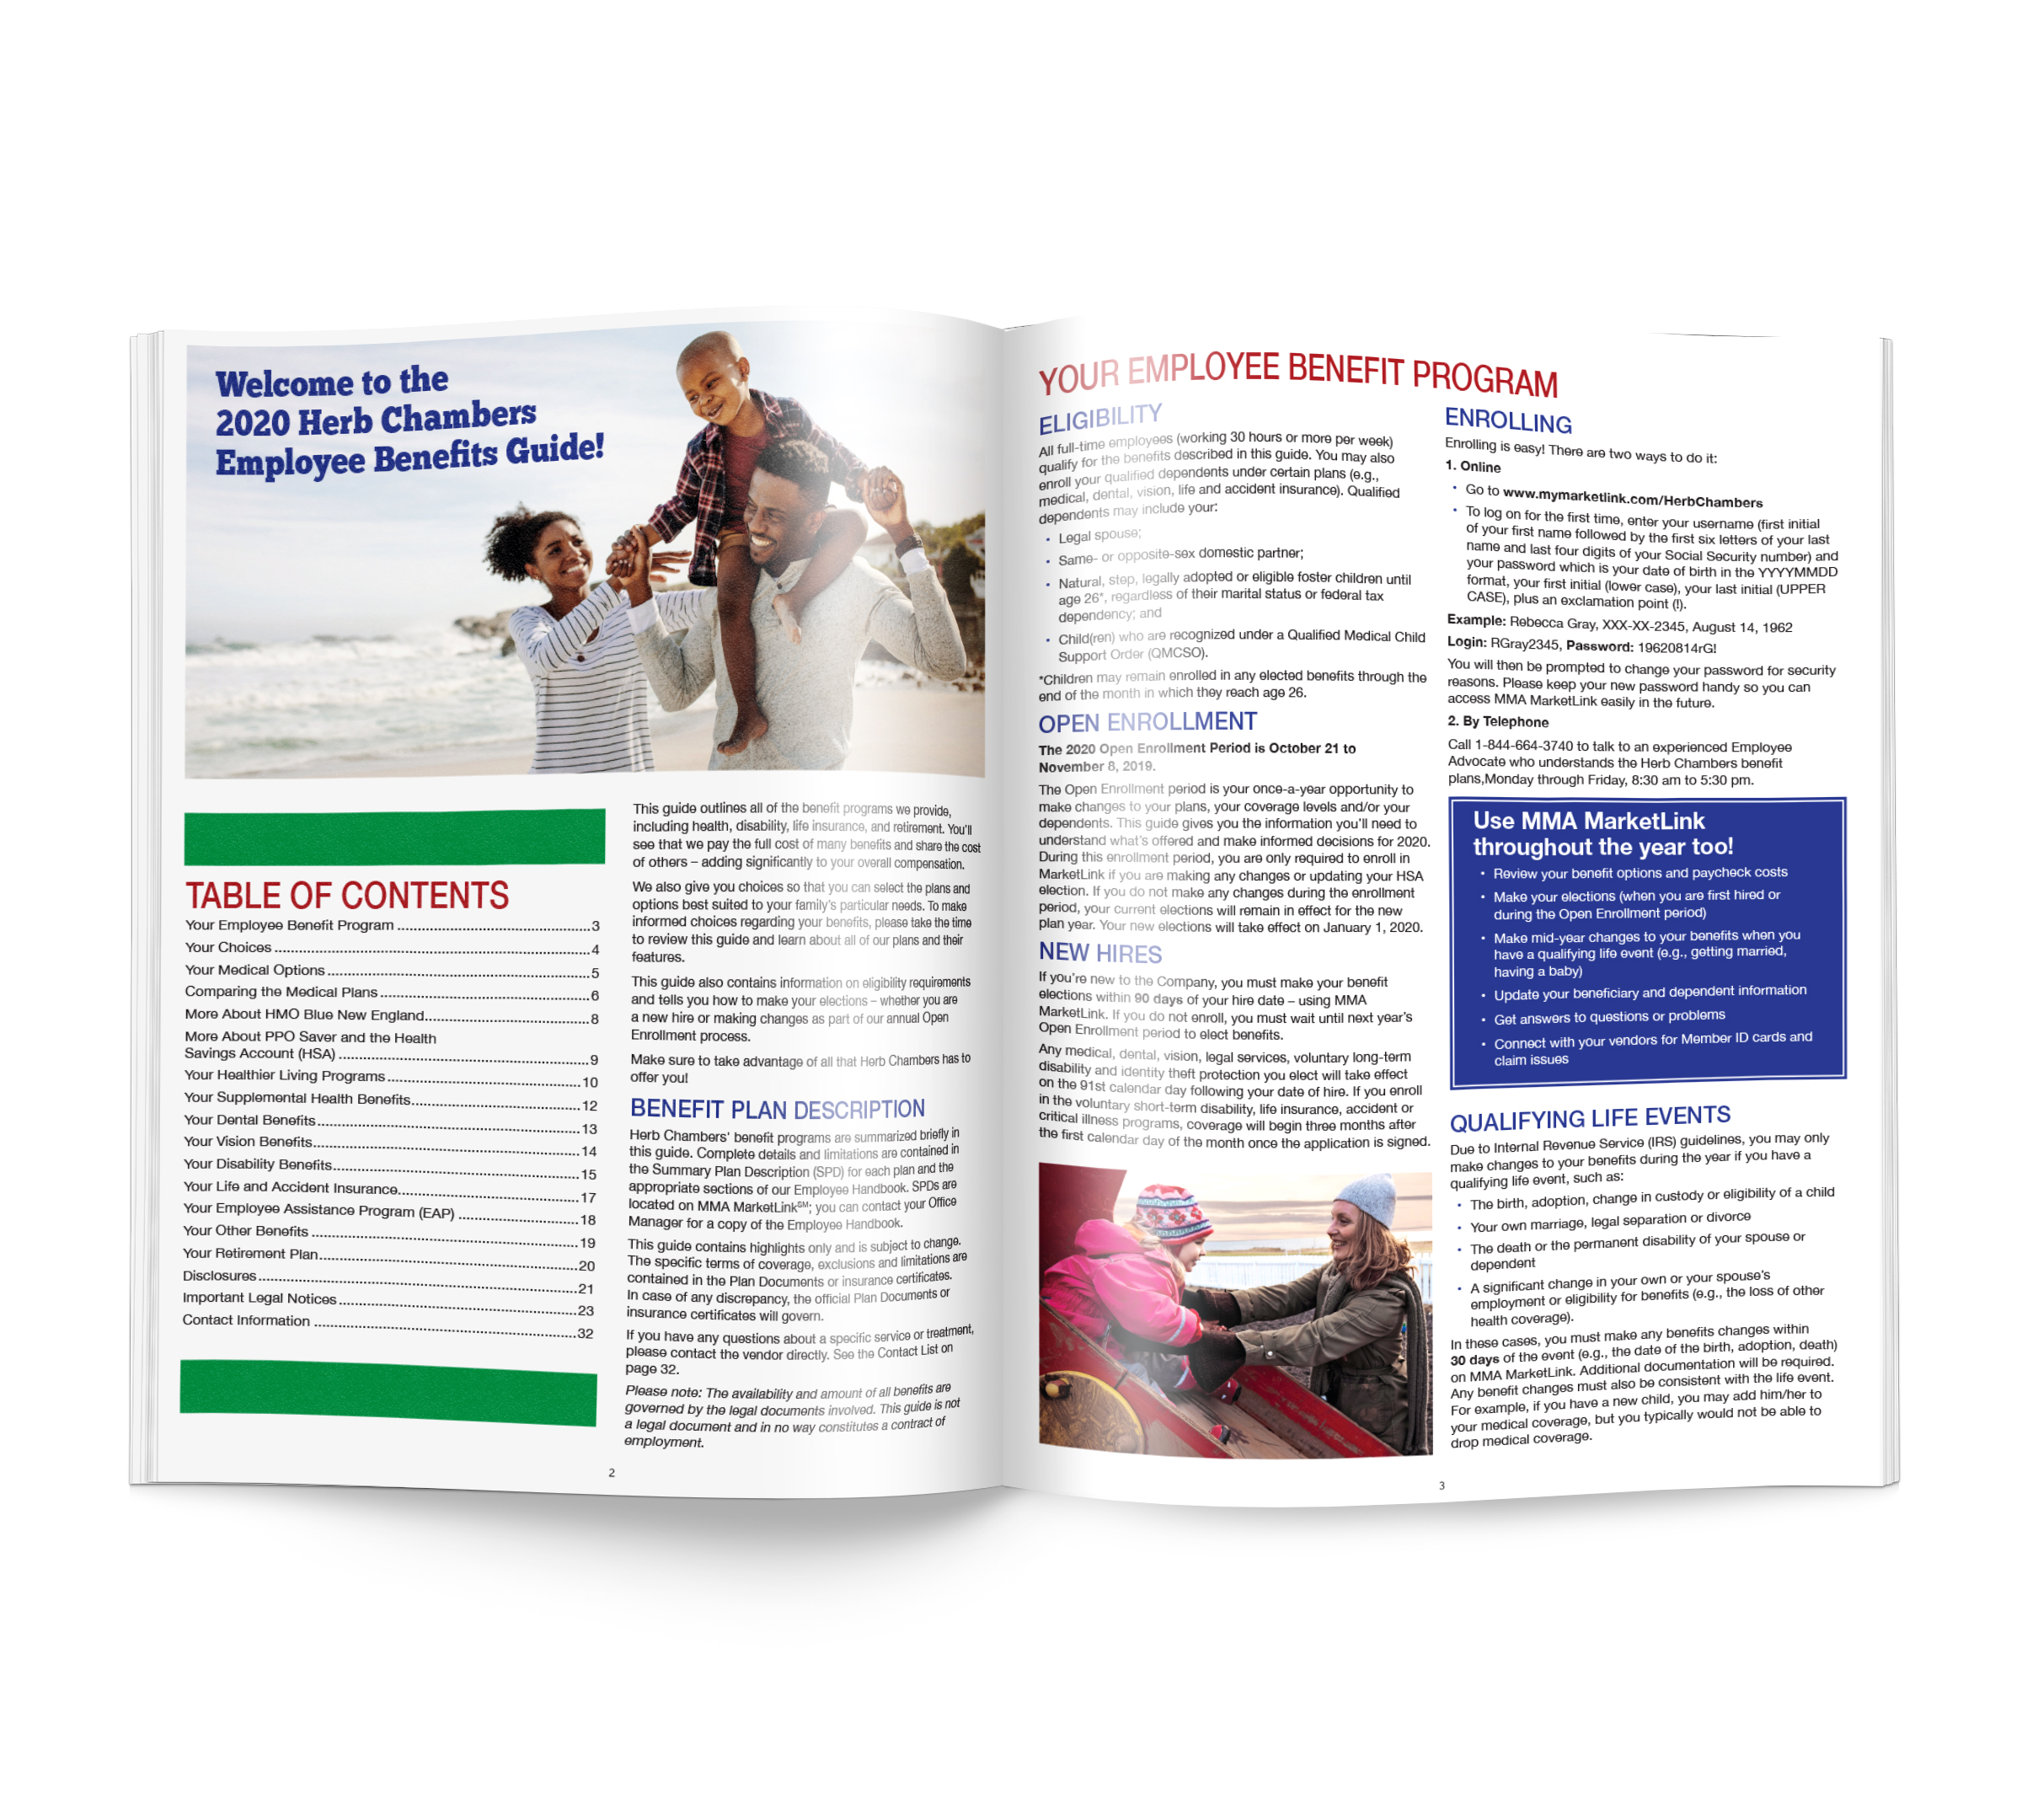 Welcome to the
2020 Herb Chambers
Employee Benefits Guide!
TABLE OF CONTENTS
Your Employee Benefit Program ........ 3
Your Choices ........ 4
Your Medical Options ........ 5
Comparing the Medical Plans ........ 6
More About HMO Blue New England ........ 8
More About PPO Saver and the Health
Savings Account (HSA) ........ 9
Your Healthier Living Programs ........ 10
Your Supplemental Health Benefits ........ 12
Your Dental Benefits ........ 13
Your Vision Benefits ........ 14
Your Disability Benefits ........ 15
Your Life and Accident Insurance ........ 17
Your Employee Assistance Program (EAP) ........ 18
Your Other Benefits ........ 19
Your Retirement Plan ........ 20
Disclosures ........ 21
Important Legal Notices ........ 23
Contact Information ........ 32
This guide outlines all of the benefit programs we provide,
including health, disability, life insurance, and retirement. You'll
see that we pay the full cost of many benefits and share the cost
of others – adding significantly to your overall compensation.
We also give you choices so that you can select the plans and
options best suited to your family's particular needs. To make
informed choices regarding your benefits, please take the time
to review this guide and learn about all of our plans and their
features.
This guide also contains information on eligibility requirements
and tells you how to make your elections – whether you are
a new hire or making changes as part of our annual Open
Enrollment process.
Make sure to take advantage of all that Herb Chambers has to
offer you!
BENEFIT PLAN DESCRIPTION
Herb Chambers' benefit programs are summarized briefly in
this guide. Complete details and limitations are contained in
the Summary Plan Description (SPD) for each plan and the
appropriate sections of our Employee Handbook. SPDs are
located on MMA MarketLink℠; you can contact your Office
Manager for a copy of the Employee Handbook.
This guide contains highlights only and is subject to change.
The specific terms of coverage, exclusions and limitations are
contained in the Plan Documents or insurance certificates.
In case of any discrepancy, the official Plan Documents or
insurance certificates will govern.
If you have any questions about a specific service or treatment,
please contact the vendor directly. See the Contact List on
page 32.
Please note: The availability and amount of all benefits are
governed by the legal documents involved. This guide is not
a legal document and in no way constitutes a contract of
employment.
2
YOUR EMPLOYEE BENEFIT PROGRAM
ELIGIBILITY
All full-time employees (working 30 hours or more per week)
qualify for the benefits described in this guide. You may also
enroll your qualified dependents under certain plans (e.g.,
medical, dental, vision, life and accident insurance). Qualified
dependents may include your:
• Legal spouse;
• Same- or opposite-sex domestic partner;
• Natural, step, legally adopted or eligible foster children until
age 26*, regardless of their marital status or federal tax
dependency; and
• Child(ren) who are recognized under a Qualified Medical Child
Support Order (QMCSO).
*Children may remain enrolled in any elected benefits through the
end of the month in which they reach age 26.
OPEN ENROLLMENT
The 2020 Open Enrollment Period is October 21 to
November 8, 2019.
The Open Enrollment period is your once-a-year opportunity to
make changes to your plans, your coverage levels and/or your
dependents. This guide gives you the information you'll need to
understand what's offered and make informed decisions for 2020.
During this enrollment period, you are only required to enroll in
MarketLink if you are making any changes or updating your HSA
election. If you do not make any changes during the enrollment
period, your current elections will remain in effect for the new
plan year. Your new elections will take effect on January 1, 2020.
NEW HIRES
If you're new to the Company, you must make your benefit
elections within 90 days of your hire date – using MMA
MarketLink. If you do not enroll, you must wait until next year's
Open Enrollment period to elect benefits.
Any medical, dental, vision, legal services, voluntary long-term
disability and identity theft protection you elect will take effect
on the 91st calendar day following your date of hire. If you enroll
in the voluntary short-term disability, life insurance, accident or
critical illness programs, coverage will begin three months after
the first calendar day of the month once the application is signed.
ENROLLING
Enrolling is easy! There are two ways to do it:
1. Online
• Go to www.mymarketlink.com/HerbChambers
• To log on for the first time, enter your username (first initial
of your first name followed by the first six letters of your last
name and last four digits of your Social Security number) and
your password which is your date of birth in the YYYYMMDD
format, your first initial (lower case), your last initial (UPPER
CASE), plus an exclamation point (!).
Example: Rebecca Gray, XXX-XX-2345, August 14, 1962
Login: RGray2345, Password: 19620814rG!
You will then be prompted to change your password for security
reasons. Please keep your new password handy so you can
access MMA MarketLink easily in the future.
2. By Telephone
Call 1-844-664-3740 to talk to an experienced Employee
Advocate who understands the Herb Chambers benefit
plans,Monday through Friday, 8:30 am to 5:30 pm.
Use MMA MarketLink
throughout the year too!
• Review your benefit options and paycheck costs
• Make your elections (when you are first hired or
during the Open Enrollment period)
• Make mid-year changes to your benefits when you
have a qualifying life event (e.g., getting married,
having a baby)
• Update your beneficiary and dependent information
• Get answers to questions or problems
• Connect with your vendors for Member ID cards and
claim issues
QUALIFYING LIFE EVENTS
Due to Internal Revenue Service (IRS) guidelines, you may only
make changes to your benefits during the year if you have a
qualifying life event, such as:
• The birth, adoption, change in custody or eligibility of a child
• Your own marriage, legal separation or divorce
• The death or the permanent disability of your spouse or
dependent
• A significant change in your own or your spouse's
employment or eligibility for benefits (e.g., the loss of other
health coverage).
In these cases, you must make any benefits changes within
30 days of the event (e.g., the date of the birth, adoption, death)
on MMA MarketLink. Additional documentation will be required.
Any benefit changes must also be consistent with the life event.
For example, if you have a new child, you may add him/her to
your medical coverage, but you typically would not be able to
drop medical coverage.
3